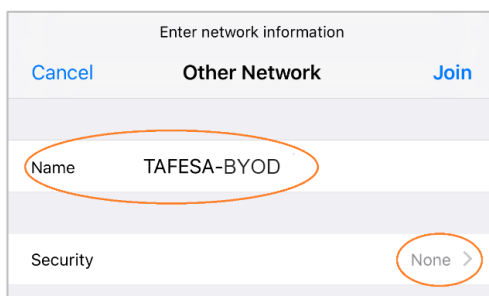 Enter network information
Cancel Other Network Join
Name TAFESA-BYOD
Security None